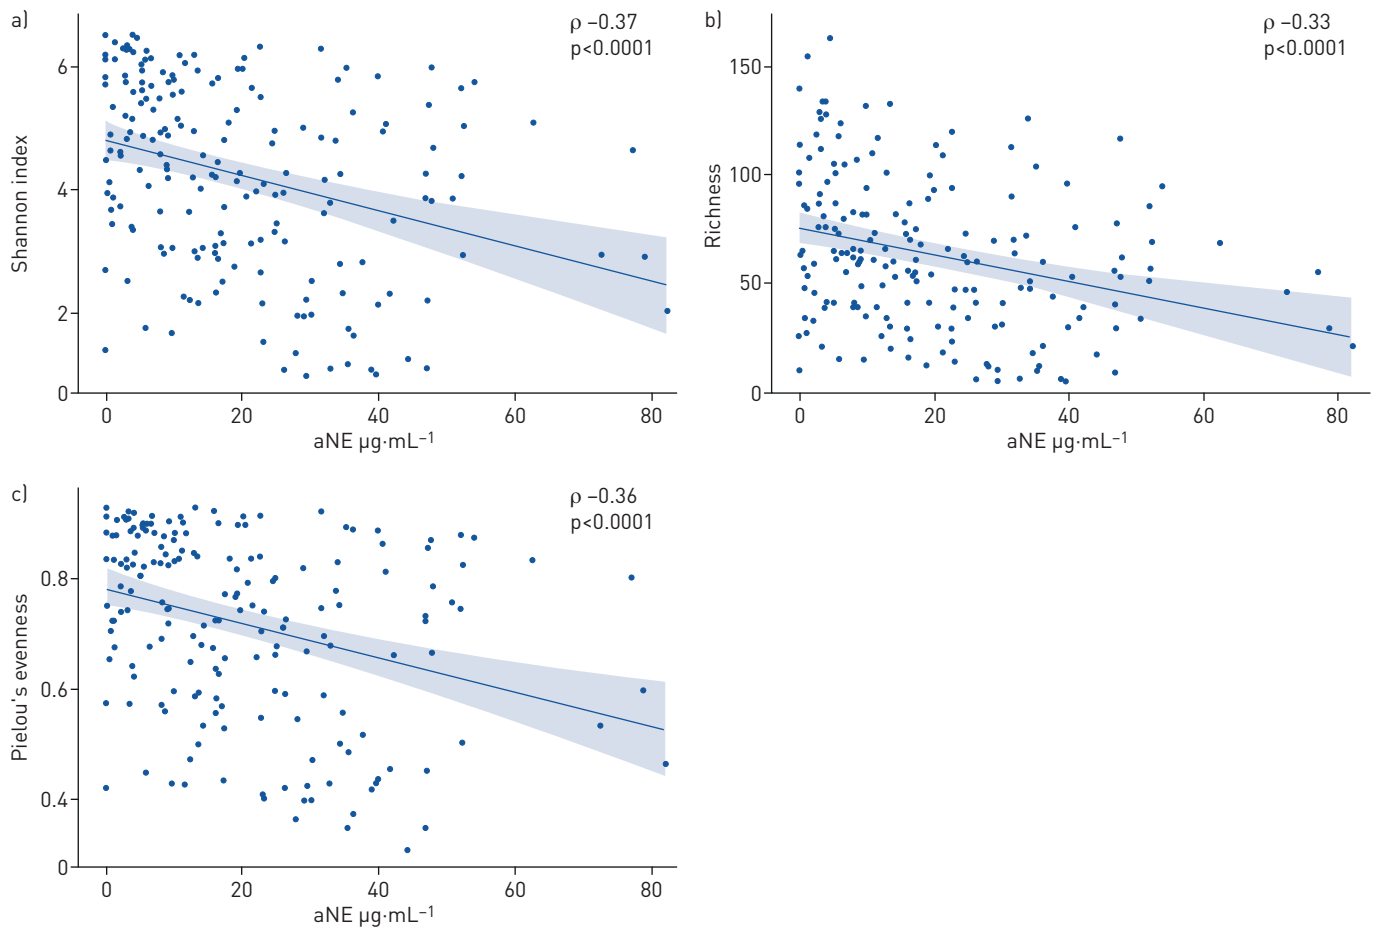 a)
ρ −0.37
p<0.0001
Shannon index
6
4
2
0
0 20 40 60 80
aNE µg·mL⁻¹
b)
ρ −0.33
p<0.0001
Richness
150
100
50
0
0 20 40 60 80
aNE µg·mL⁻¹
c)
ρ −0.36
p<0.0001
Pielou's evenness
0.8
0.6
0.4
0
0 20 40 60 80
aNE µg·mL⁻¹